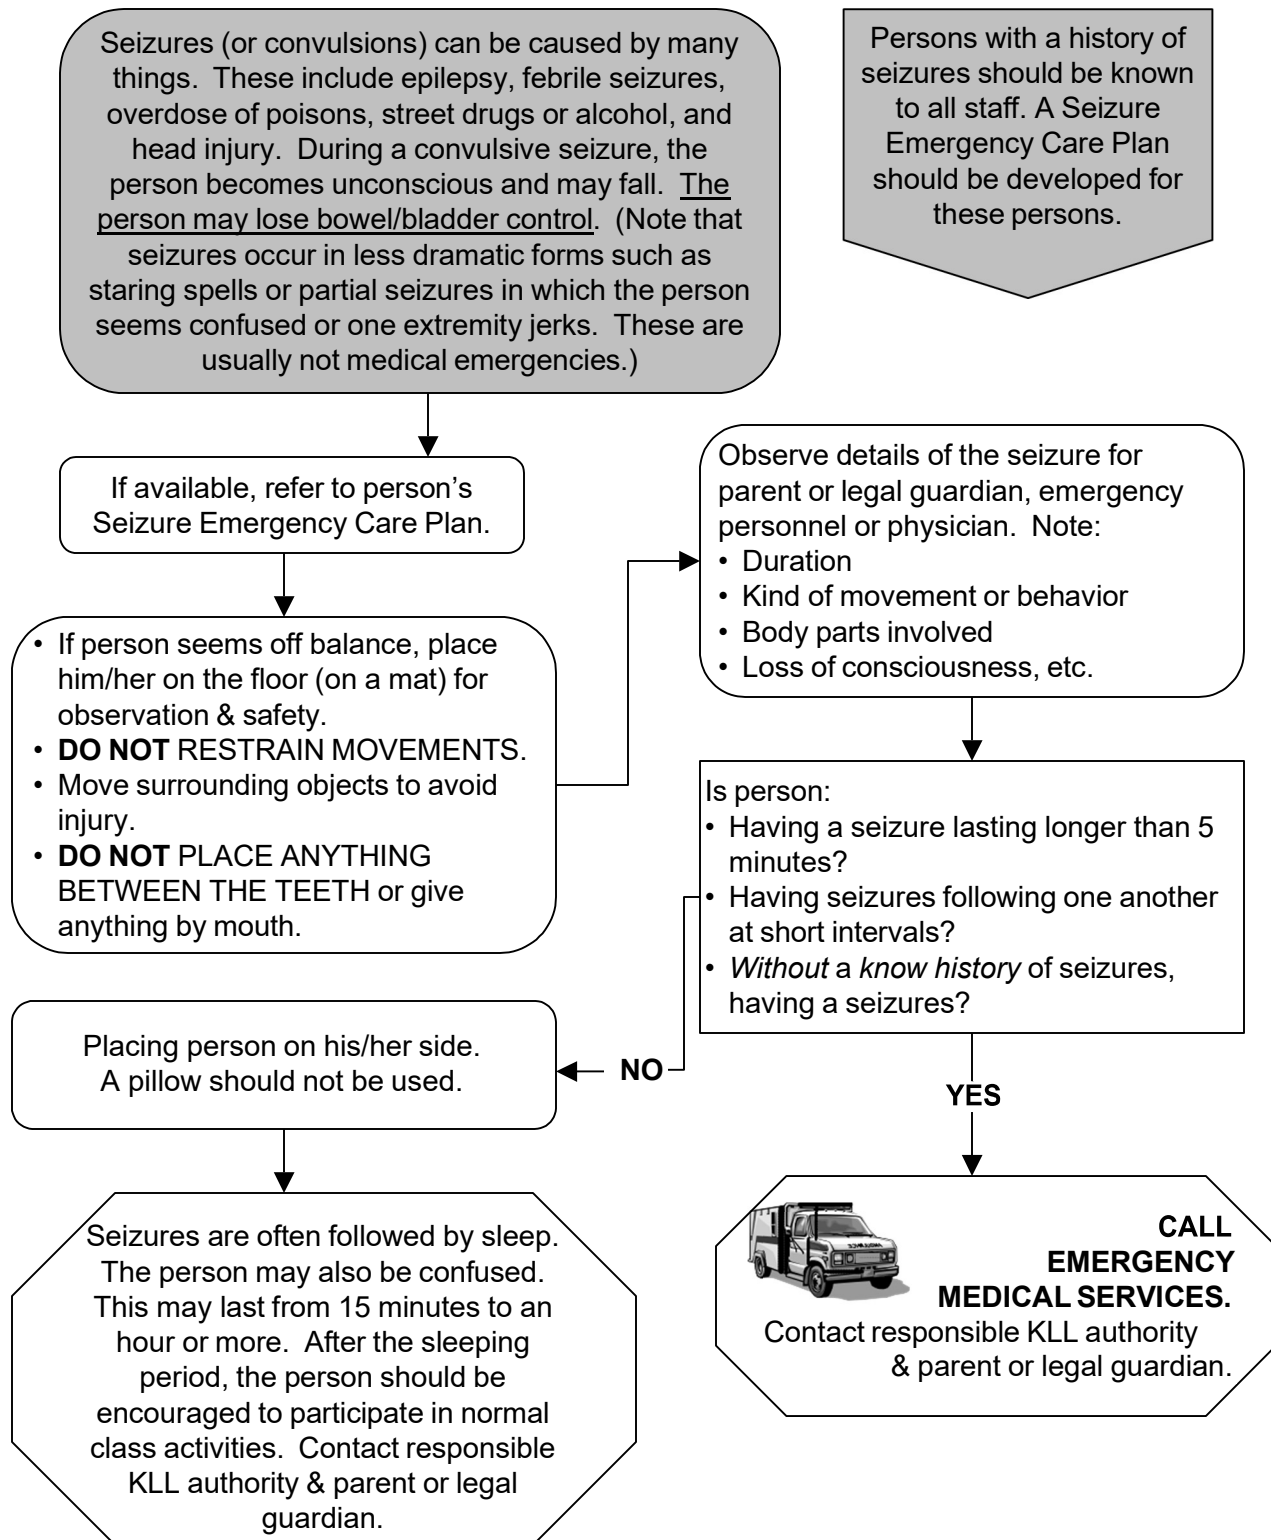 Seizures (or convulsions) can be caused by many
things. These include epilepsy, febrile seizures,
overdose of poisons, street drugs or alcohol, and
head injury. During a convulsive seizure, the
person becomes unconscious and may fall. The
person may lose bowel/bladder control. (Note that
seizures occur in less dramatic forms such as
staring spells or partial seizures in which the person
seems confused or one extremity jerks. These are
usually not medical emergencies.)
Persons with a history of
seizures should be known
to all staff. A Seizure
Emergency Care Plan
should be developed for
these persons.
If available, refer to person's
Seizure Emergency Care Plan.
• If person seems off balance, place
him/her on the floor (on a mat) for
observation & safety.
• DO NOT RESTRAIN MOVEMENTS.
• Move surrounding objects to avoid
injury.
• DO NOT PLACE ANYTHING
BETWEEN THE TEETH or give
anything by mouth.
Observe details of the seizure for
parent or legal guardian, emergency
personnel or physician. Note:
• Duration
• Kind of movement or behavior
• Body parts involved
• Loss of consciousness, etc.
Is person:
• Having a seizure lasting longer than 5
minutes?
• Having seizures following one another
at short intervals?
• Without a know history of seizures,
having a seizures?
NO
YES
Placing person on his/her side.
A pillow should not be used.
Seizures are often followed by sleep.
The person may also be confused.
This may last from 15 minutes to an
hour or more. After the sleeping
period, the person should be
encouraged to participate in normal
class activities. Contact responsible
KLL authority & parent or legal
guardian.
CALL
EMERGENCY
MEDICAL SERVICES.
Contact responsible KLL authority
& parent or legal guardian.